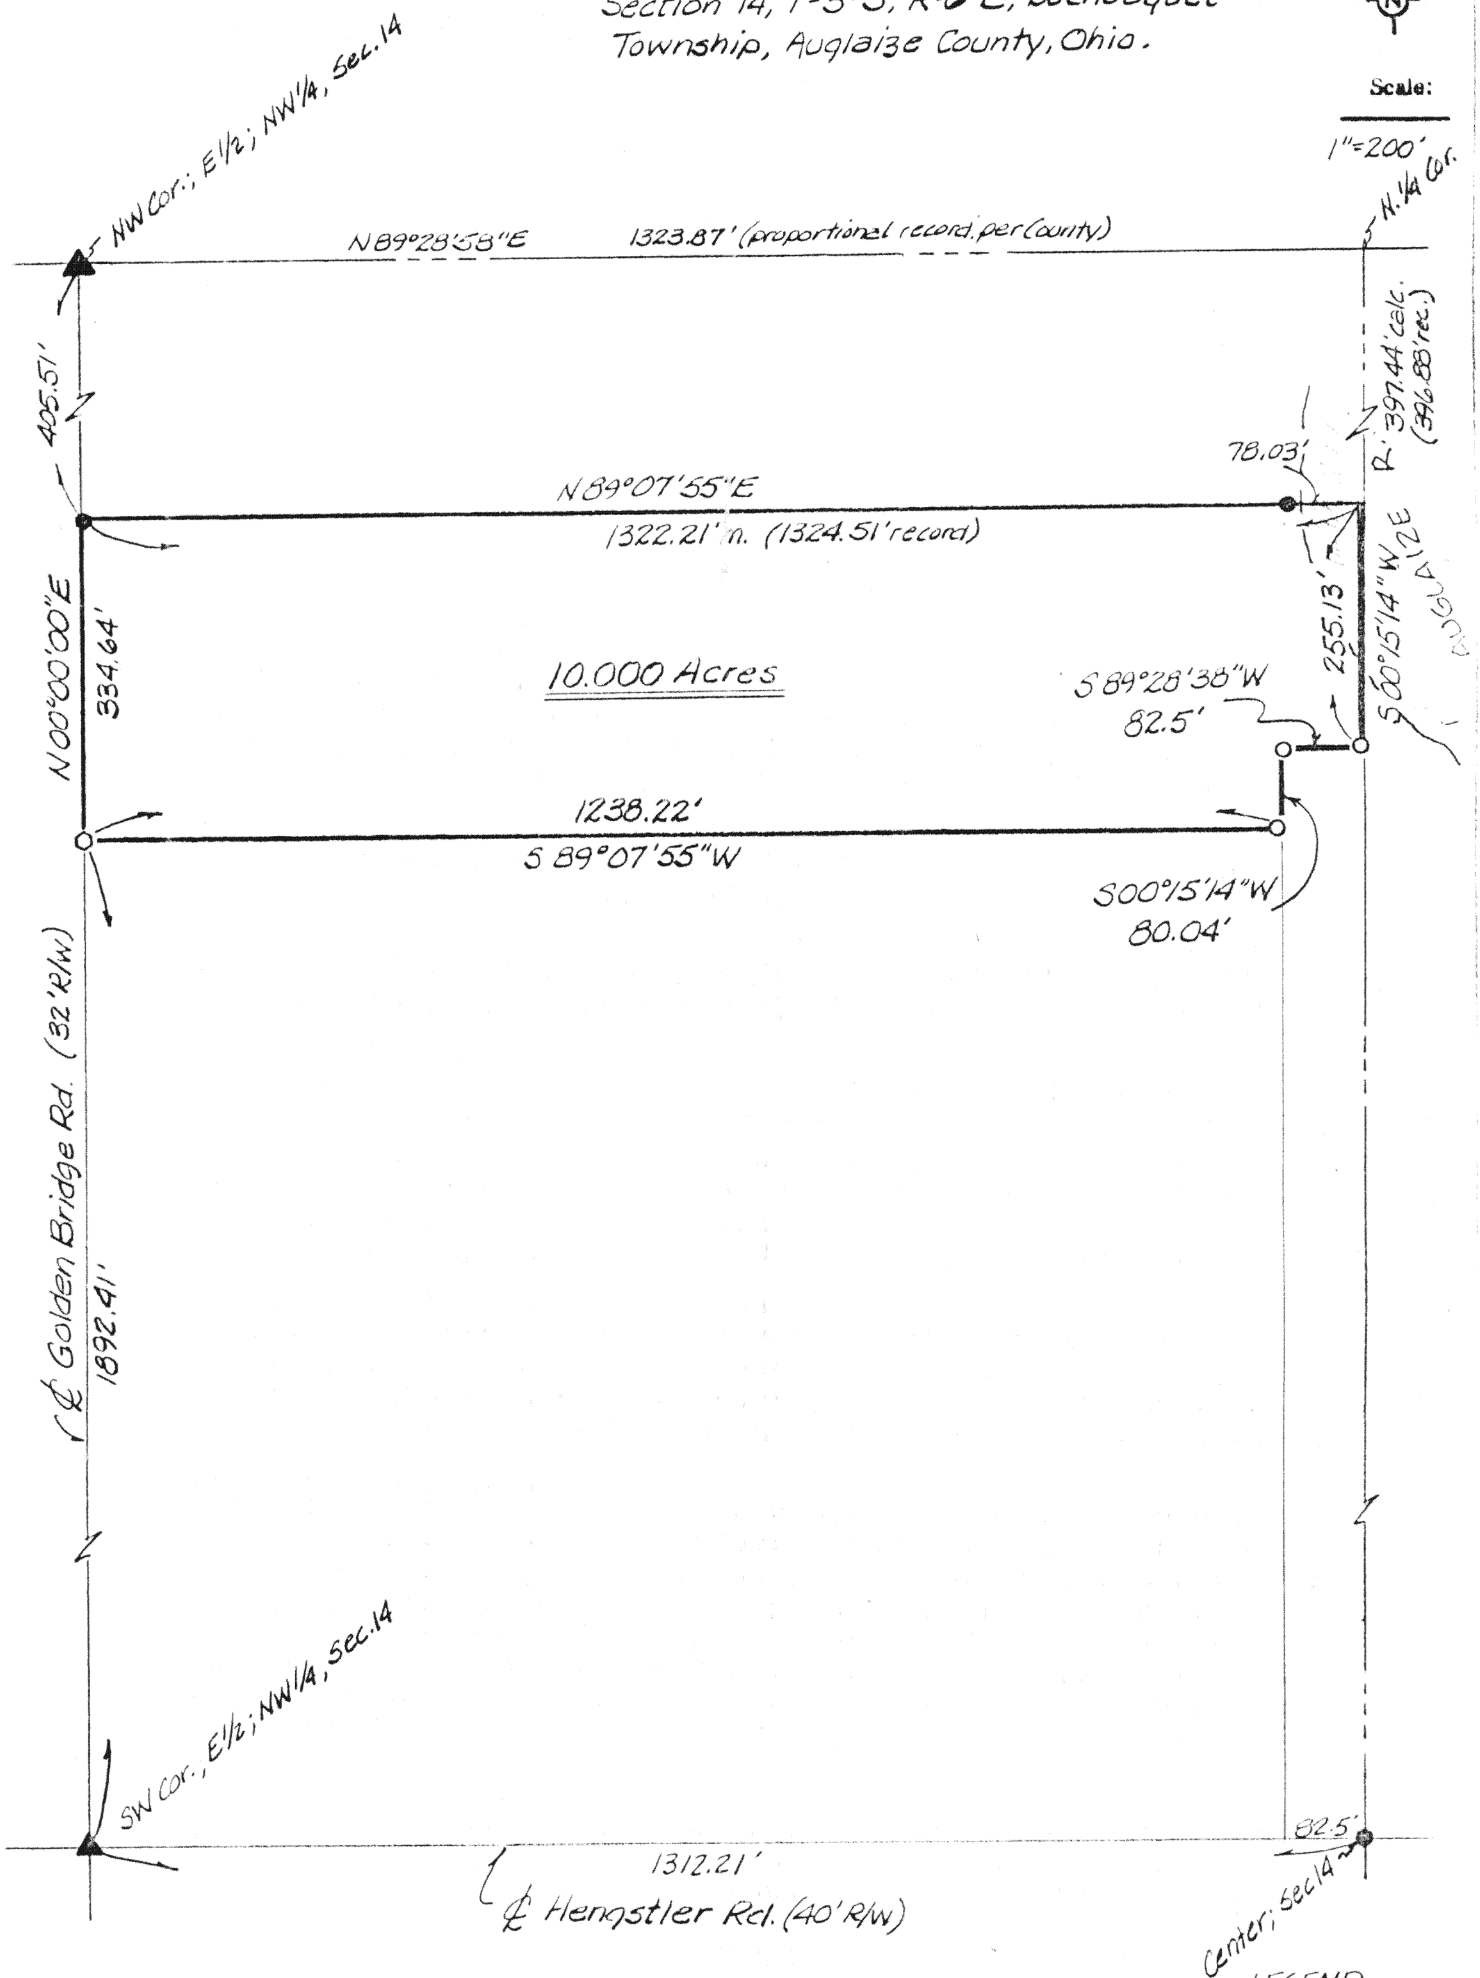 Section 14, T-5-S, R-6-E,
Township, Auglaize County, Ohio.
N
Scale:
1"=200'
NW Cor.; E1/2; NW1/4, Sec.14
N.1/4 Cor.
N89°28'58"E 1323.87' (proportional record per County)
405.51'
R. 397.44' calc.
(396.88' rec.)
78.03'
N89°07'55"E
1322.21' m. (1324.51' record)
N00°00'00"E
334.64'
10.000 Acres
255.13'
S00°15'14"W
AUGLAIZE
S89°28'38"W
82.5'
1238.22'
S89°07'55"W
S00°15'14"W
80.04'
℄ Golden Bridge Rd. (32'R/W)
1892.41'
SW Cor., E1/2; NW1/4, Sec.14
82.5'
1312.21'
℄ Hengstler Rd. (40'R/W)
Center; Sec 14
LEGEND